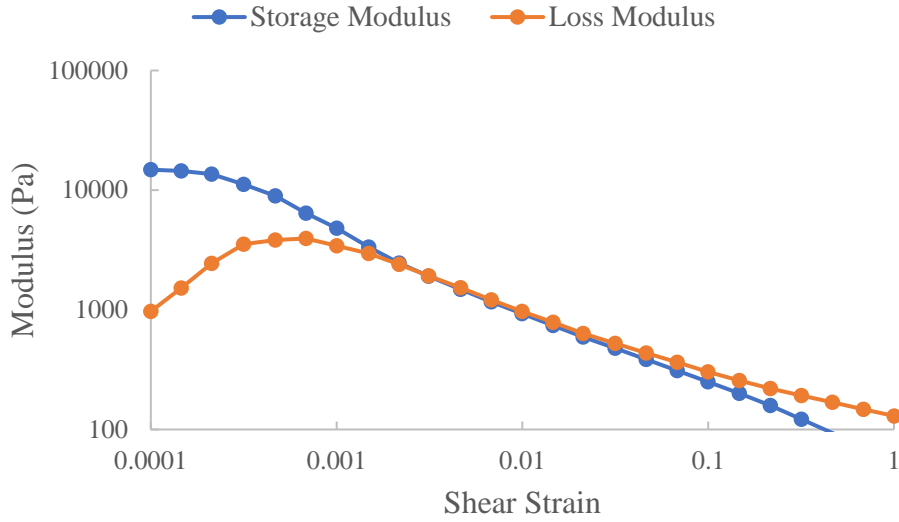 Storage Modulus Loss Modulus
100000
10000
1000
100
Modulus (Pa)
0.0001 0.001 0.01 0.1 1
Shear Strain